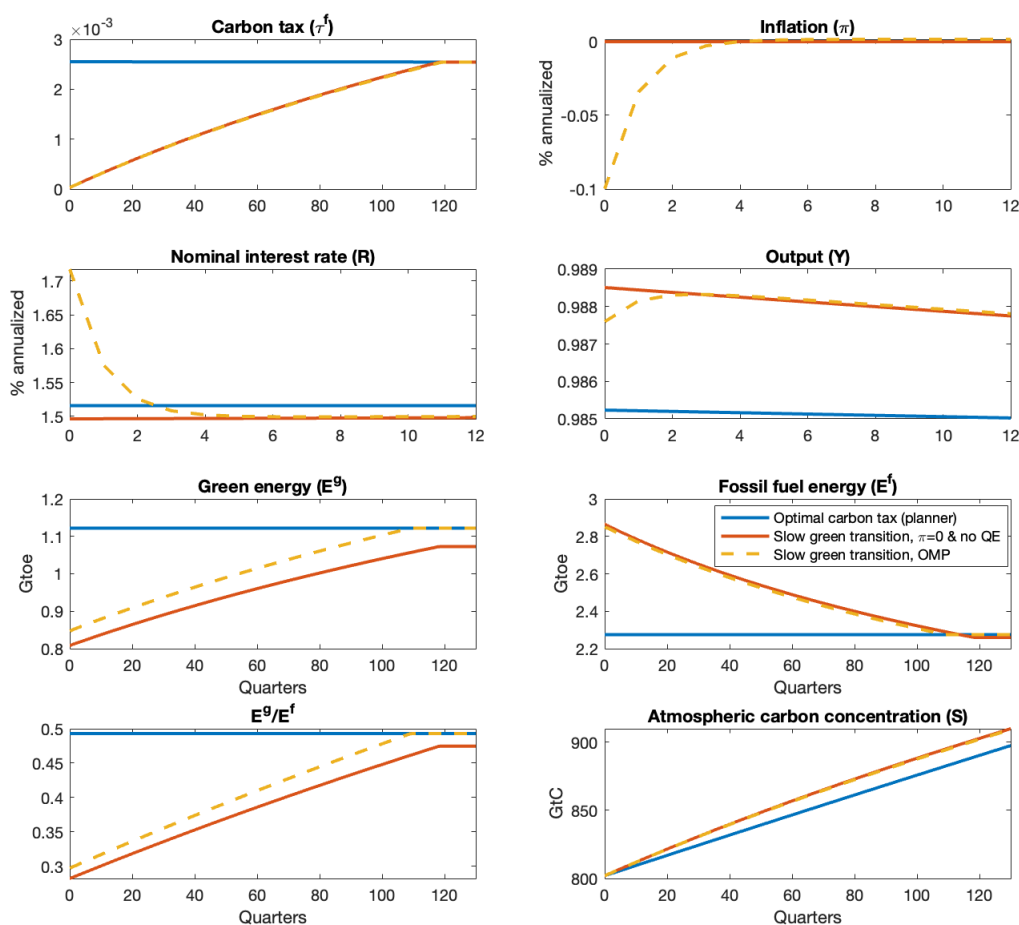 Carbon tax (τᶠ)
×10⁻³
3
2
1
0
0 20 40 60 80 100 120
Inflation (π)
% annualized
0
-0.05
-0.1
0 2 4 6 8 10 12
Nominal interest rate (R)
% annualized
1.7
1.65
1.6
1.55
1.5
0 2 4 6 8 10 12
Output (Y)
0.989
0.988
0.987
0.986
0.985
0 2 4 6 8 10 12
Green energy (Eᵍ)
Gtoe
1.2
1.1
1
0.9
0.8
0 20 40 60 80 100 120
Quarters
Fossil fuel energy (Eᶠ)
Gtoe
3
2.8
2.6
2.4
2.2
0 20 40 60 80 100 120
Quarters
Optimal carbon tax (planner)
Slow green transition, π=0 & no QE
Slow green transition, OMP
Eᵍ/Eᶠ
0.5
0.45
0.4
0.35
0.3
0 20 40 60 80 100 120
Quarters
Atmospheric carbon concentration (S)
GtC
900
850
800
0 20 40 60 80 100 120
Quarters